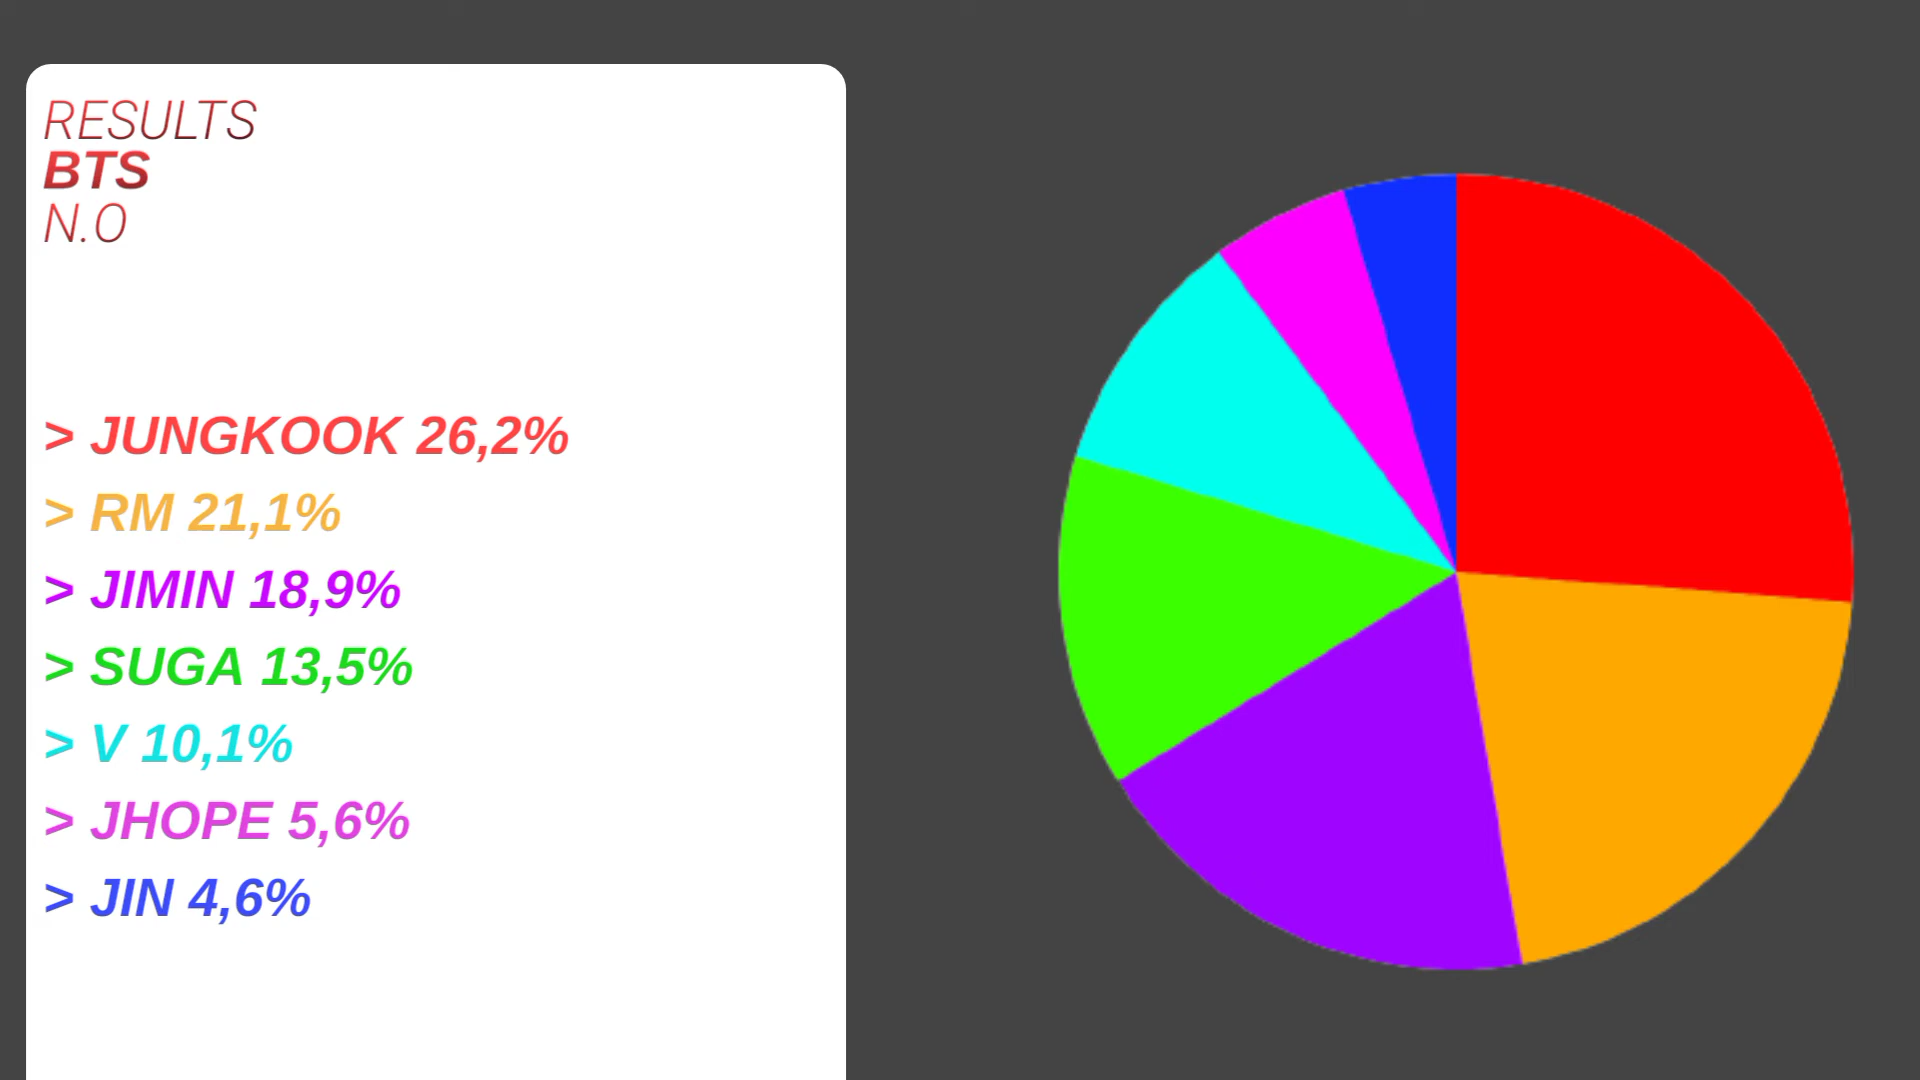 RESULTS
BTS
N.O
> JUNGKOOK 26,2%
> RM 21,1%
> JIMIN 18,9%
> SUGA 13,5%
> V 10,1%
> JHOPE 5,6%
> JIN 4,6%